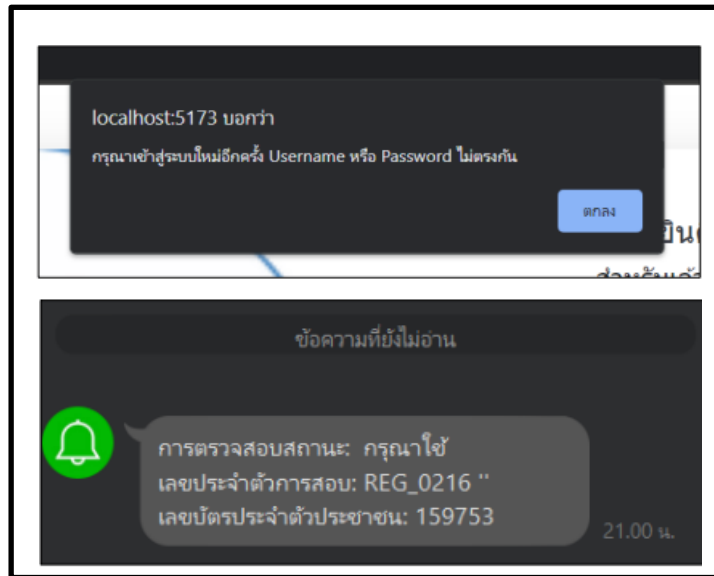 localhost:5173 บอกว่า
กรุณาเข้าสู่ระบบใหม่อีกครั้ง Username หรือ Password ไม่ตรงกัน
ตกลง
ข้อความที่ยังไม่อ่าน
การตรวจสอบสถานะ: กรุณาใช้
เลขประจำตัวการสอบ: REG_0216 "
เลขบัตรประจำตัวประชาชน: 159753
21.00 น.